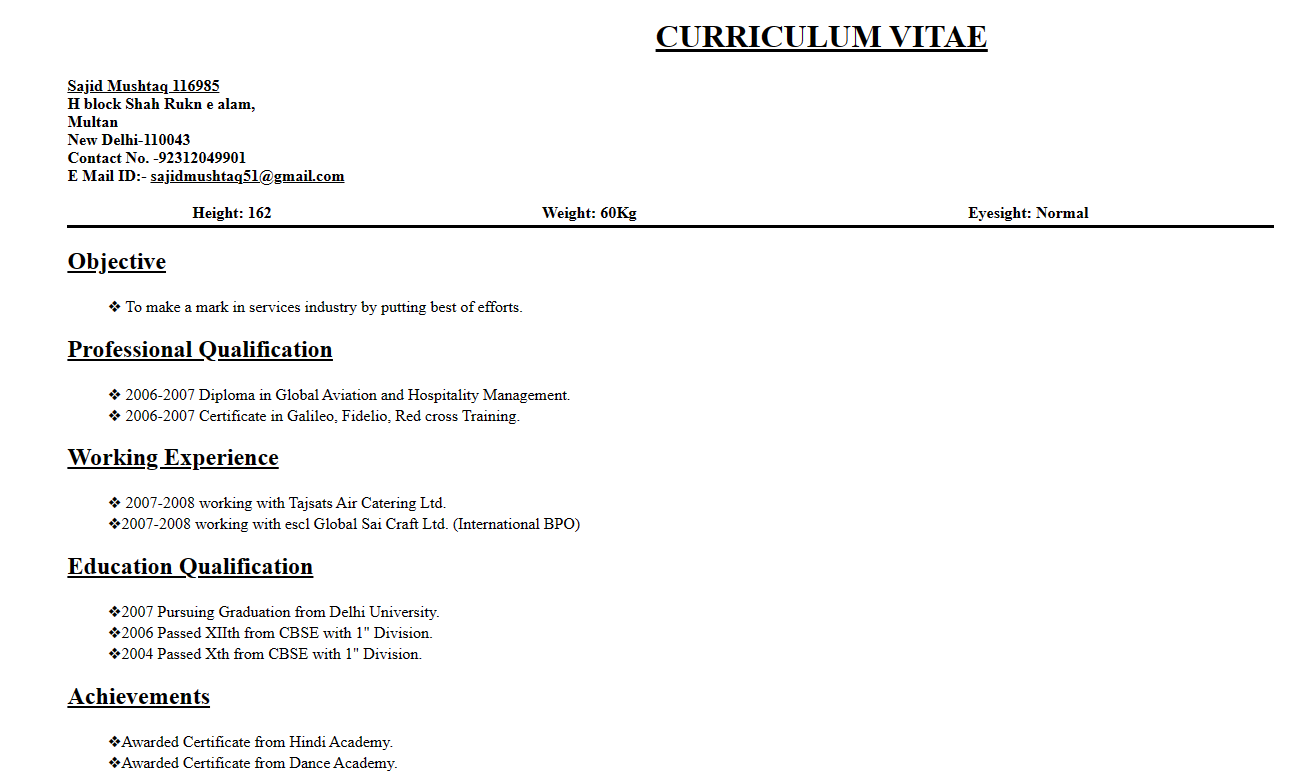 CURRICULUM VITAE
Sajid Mushtaq 116985
H block Shah Rukn e alam,
Multan
New Delhi-110043
Contact No. -92312049901
E Mail ID:- sajidmushtaq51@gmail.com
Height: 162 Weight: 60Kg Eyesight: Normal
Objective
❖ To make a mark in services industry by putting best of efforts.
Professional Qualification
❖ 2006-2007 Diploma in Global Aviation and Hospitality Management.
❖ 2006-2007 Certificate in Galileo, Fidelio, Red cross Training.
Working Experience
❖ 2007-2008 working with Tajsats Air Catering Ltd.
❖2007-2008 working with escl Global Sai Craft Ltd. (International BPO)
Education Qualification
❖2007 Pursuing Graduation from Delhi University.
❖2006 Passed XIIth from CBSE with 1" Division.
❖2004 Passed Xth from CBSE with 1" Division.
Achievements
❖Awarded Certificate from Hindi Academy.
❖Awarded Certificate from Dance Academy.